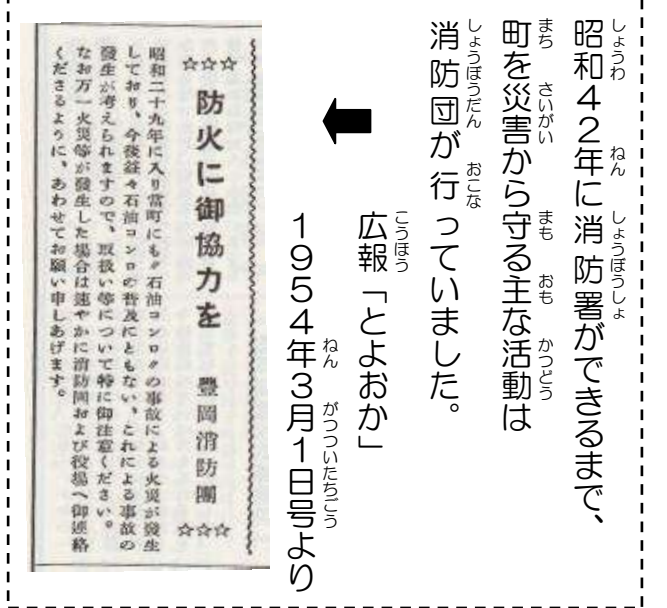 昭和42年に消防署ができるまで、
町を災害から守る主な活動は
消防団が行っていました。
広報「とよおか」
1954年3月1日号より
☆☆☆ 防火に御協力を 豐岡消防團 ☆☆☆
昭和二十九年に入り當町にも〃石油コンロ〃の事故による火災が發生
しており、今後益々石油コンロの普及にともない、これによる事故の
發生が考えられますので、取扱い等について特に御注意ください。
なお万一火災等が發生した場合は速やかに消防團および役場へ御連絡
くださるように、あわせてお願い申しあげます。